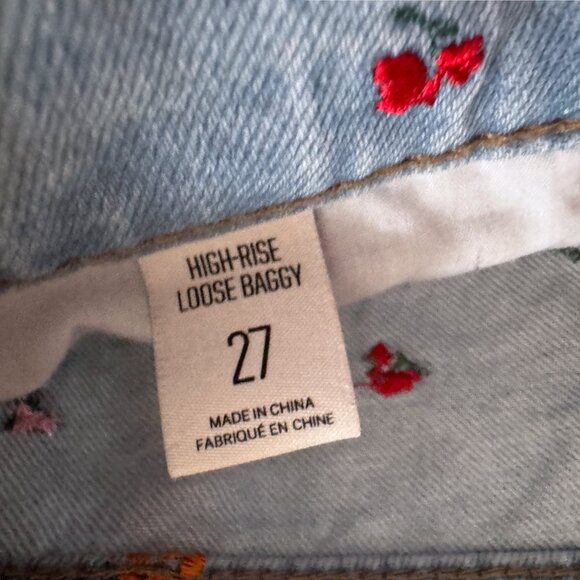 HIGH-RISE
LOOSE BAGGY
27
MADE IN CHINA
FABRIQUÉ EN CHINE